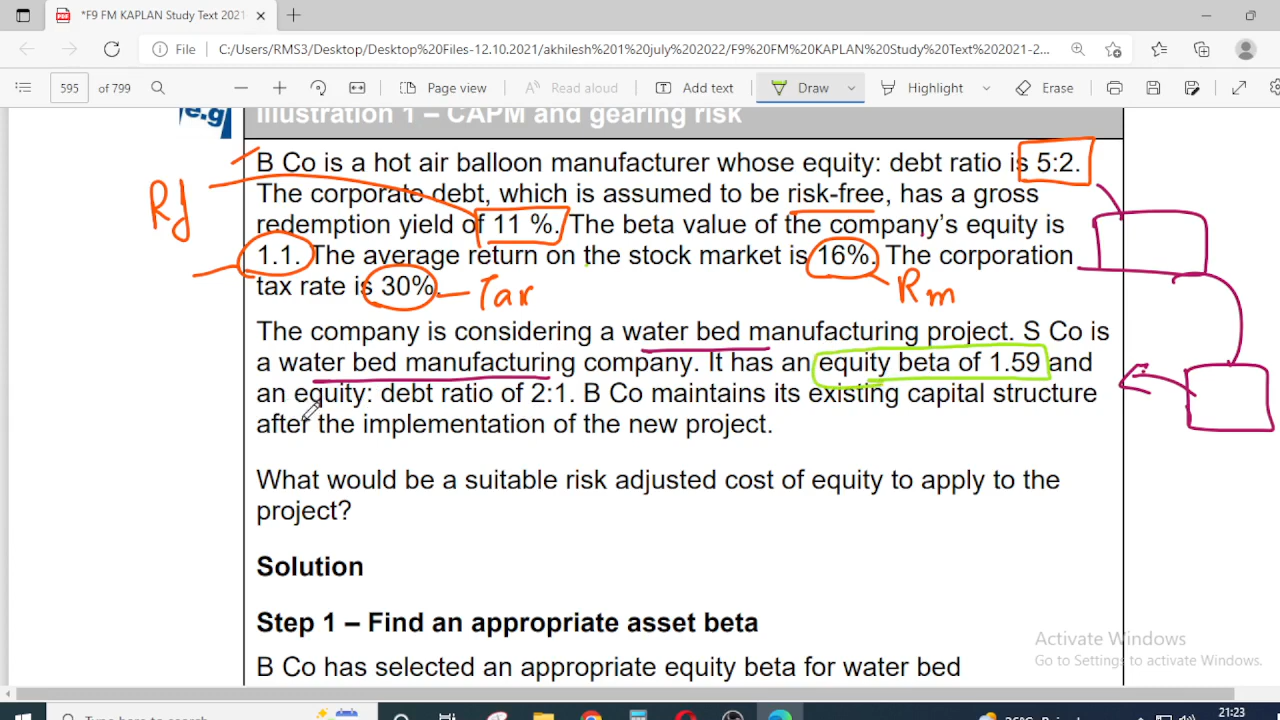 *F9 FM KAPLAN Study Text 2021
File
C:/Users/RMS3/Desktop/Desktop%20Files-12.10.2021/akhilesh%201%20july%202022/F9%20FM%20KAPLAN%20Study%20Text%202021-2...
595 of 799
Page view
Read aloud
Add text
Draw
Highlight
Erase
e.g
Illustration 1 – CAPM and gearing risk
B Co is a hot air balloon manufacturer whose equity: debt ratio is 5:2.
The corporate debt, which is assumed to be risk-free, has a gross
Rf
redemption yield of 11 %. The beta value of the company's equity is
1.1. The average return on the stock market is 16%. The corporation
tax rate is 30%.
Tax
Rm
The company is considering a water bed manufacturing project. S Co is
a water bed manufacturing company. It has an equity beta of 1.59 and
an equity: debt ratio of 2:1. B Co maintains its existing capital structure
after the implementation of the new project.
What would be a suitable risk adjusted cost of equity to apply to the
project?
Solution
Step 1 – Find an appropriate asset beta
B Co has selected an appropriate equity beta for water bed
Activate Windows
Go to Settings to activate Windows.
21:23